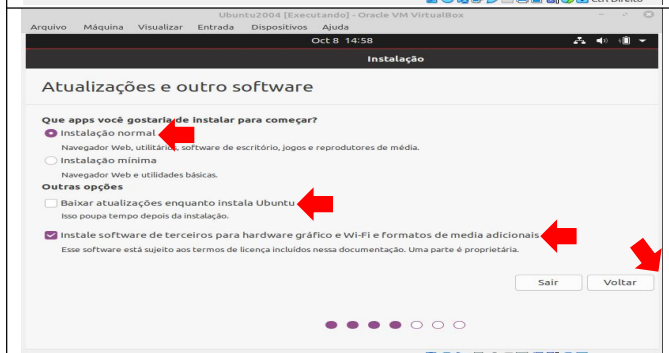 Ubuntu2004 [Executando] - Oracle VM VirtualBox
Arquivo Máquina Visualizar Entrada Dispositivos Ajuda
Oct 8 14:58
Instalação
Atualizações e outro software
Que apps você gostaria de instalar para começar?
Instalação normal
Navegador Web, utilitários, software de escritório, jogos e reprodutores de média.
Instalação mínima
Navegador Web e utilidades básicas.
Outras opções
Baixar atualizações enquanto instala Ubuntu
Isso poupa tempo depois da instalação.
Instale software de terceiros para hardware gráfico e Wi-Fi e formatos de media adicionais
Esse software está sujeito aos termos de licença incluídos nessa documentação. Uma parte é proprietária.
Sair Voltar